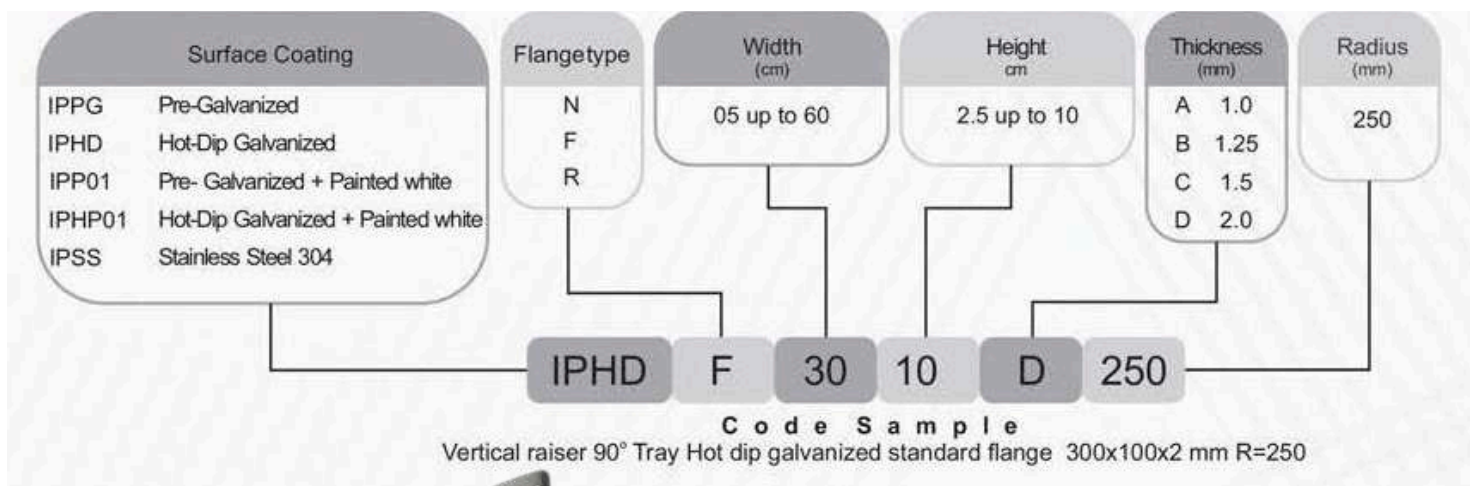 Surface Coating
IPPG Pre-Galvanized
IPHD Hot-Dip Galvanized
IPP01 Pre- Galvanized + Painted white
IPHP01 Hot-Dip Galvanized + Painted white
IPSS Stainless Steel 304
Flangetype
N
F
R
Width
(cm)
05 up to 60
Height
cm
2.5 up to 10
Thickness
(mm)
A 1.0
B 1.25
C 1.5
D 2.0
Radius
(mm)
250
IPHD F 30 10 D 250
Code Sample
Vertical raiser 90° Tray Hot dip galvanized standard flange 300x100x2 mm R=250